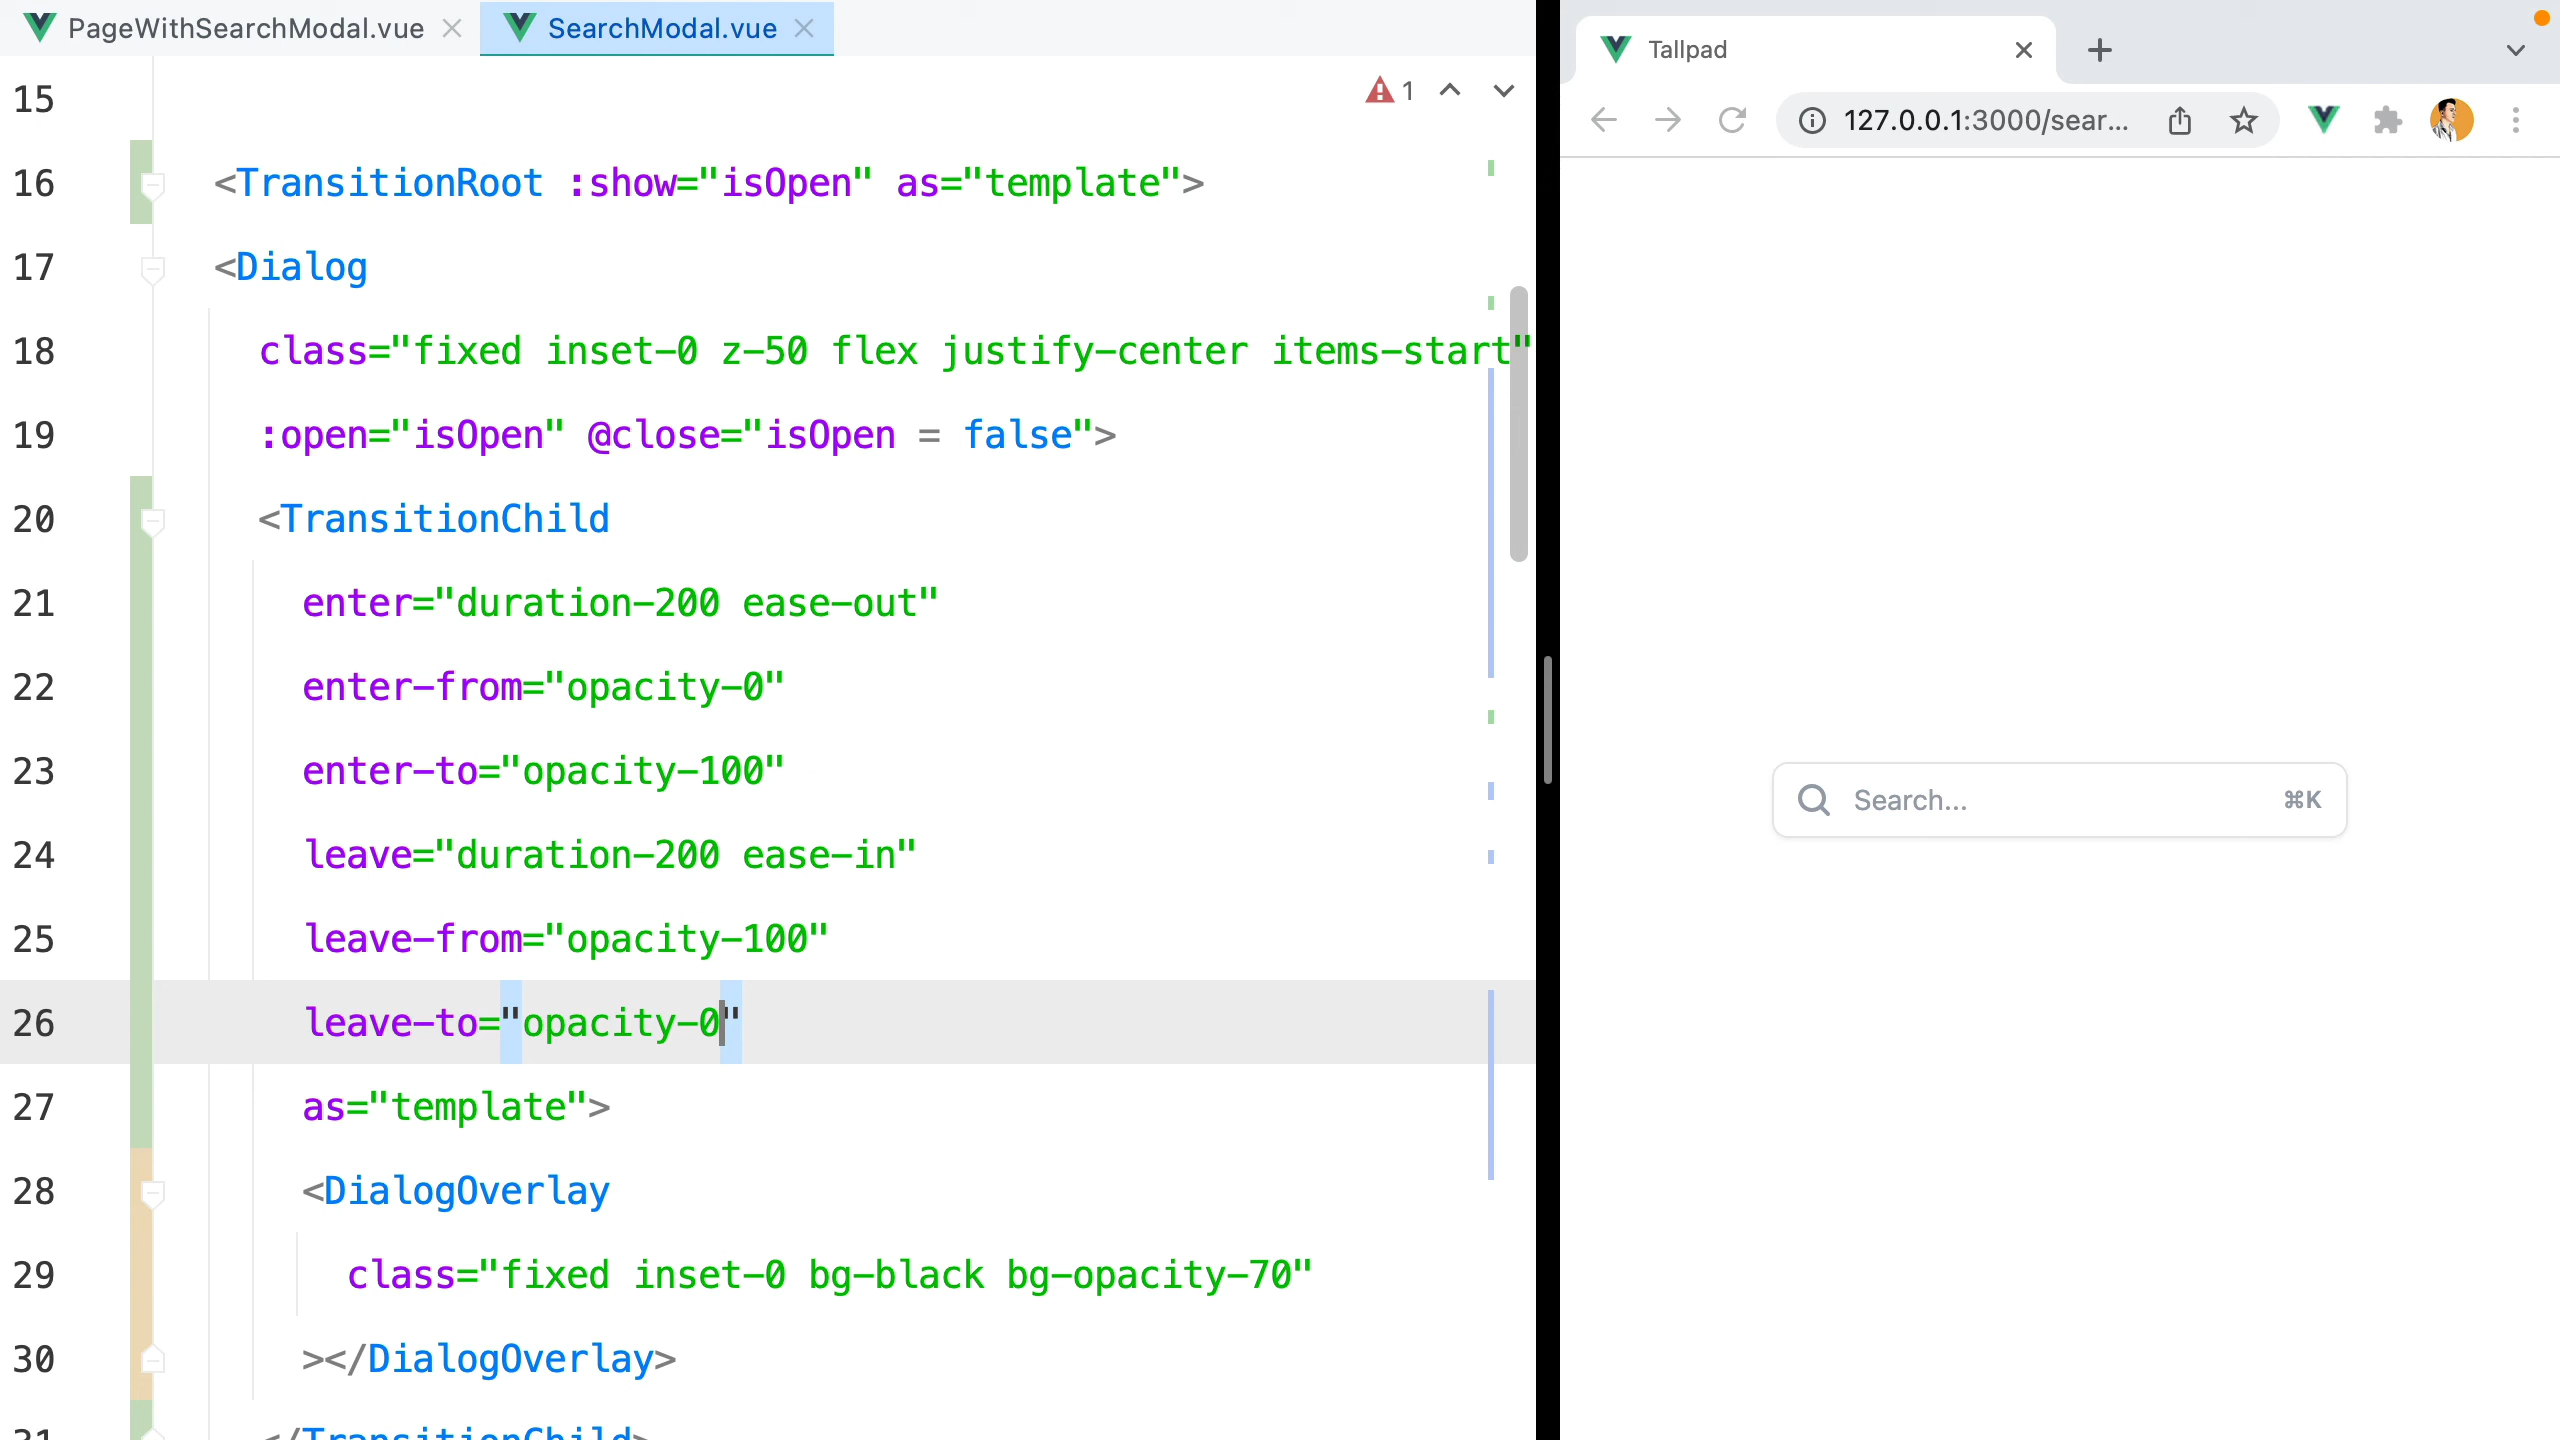 PageWithSearchModal.vue
SearchModal.vue
1
15
16 <TransitionRoot :show="isOpen" as="template">
17 <Dialog
18 class="fixed inset-0 z-50 flex justify-center items-start"
19 :open="isOpen" @close="isOpen = false">
20 <TransitionChild
21 enter="duration-200 ease-out"
22 enter-from="opacity-0"
23 enter-to="opacity-100"
24 leave="duration-200 ease-in"
25 leave-from="opacity-100"
26 leave-to="opacity-0"
27 as="template">
28 <DialogOverlay
29 class="fixed inset-0 bg-black bg-opacity-70"
30 ></DialogOverlay>
31 </TransitionChild>
Tallpad
127.0.0.1:3000/sear...
Search... ⌘K